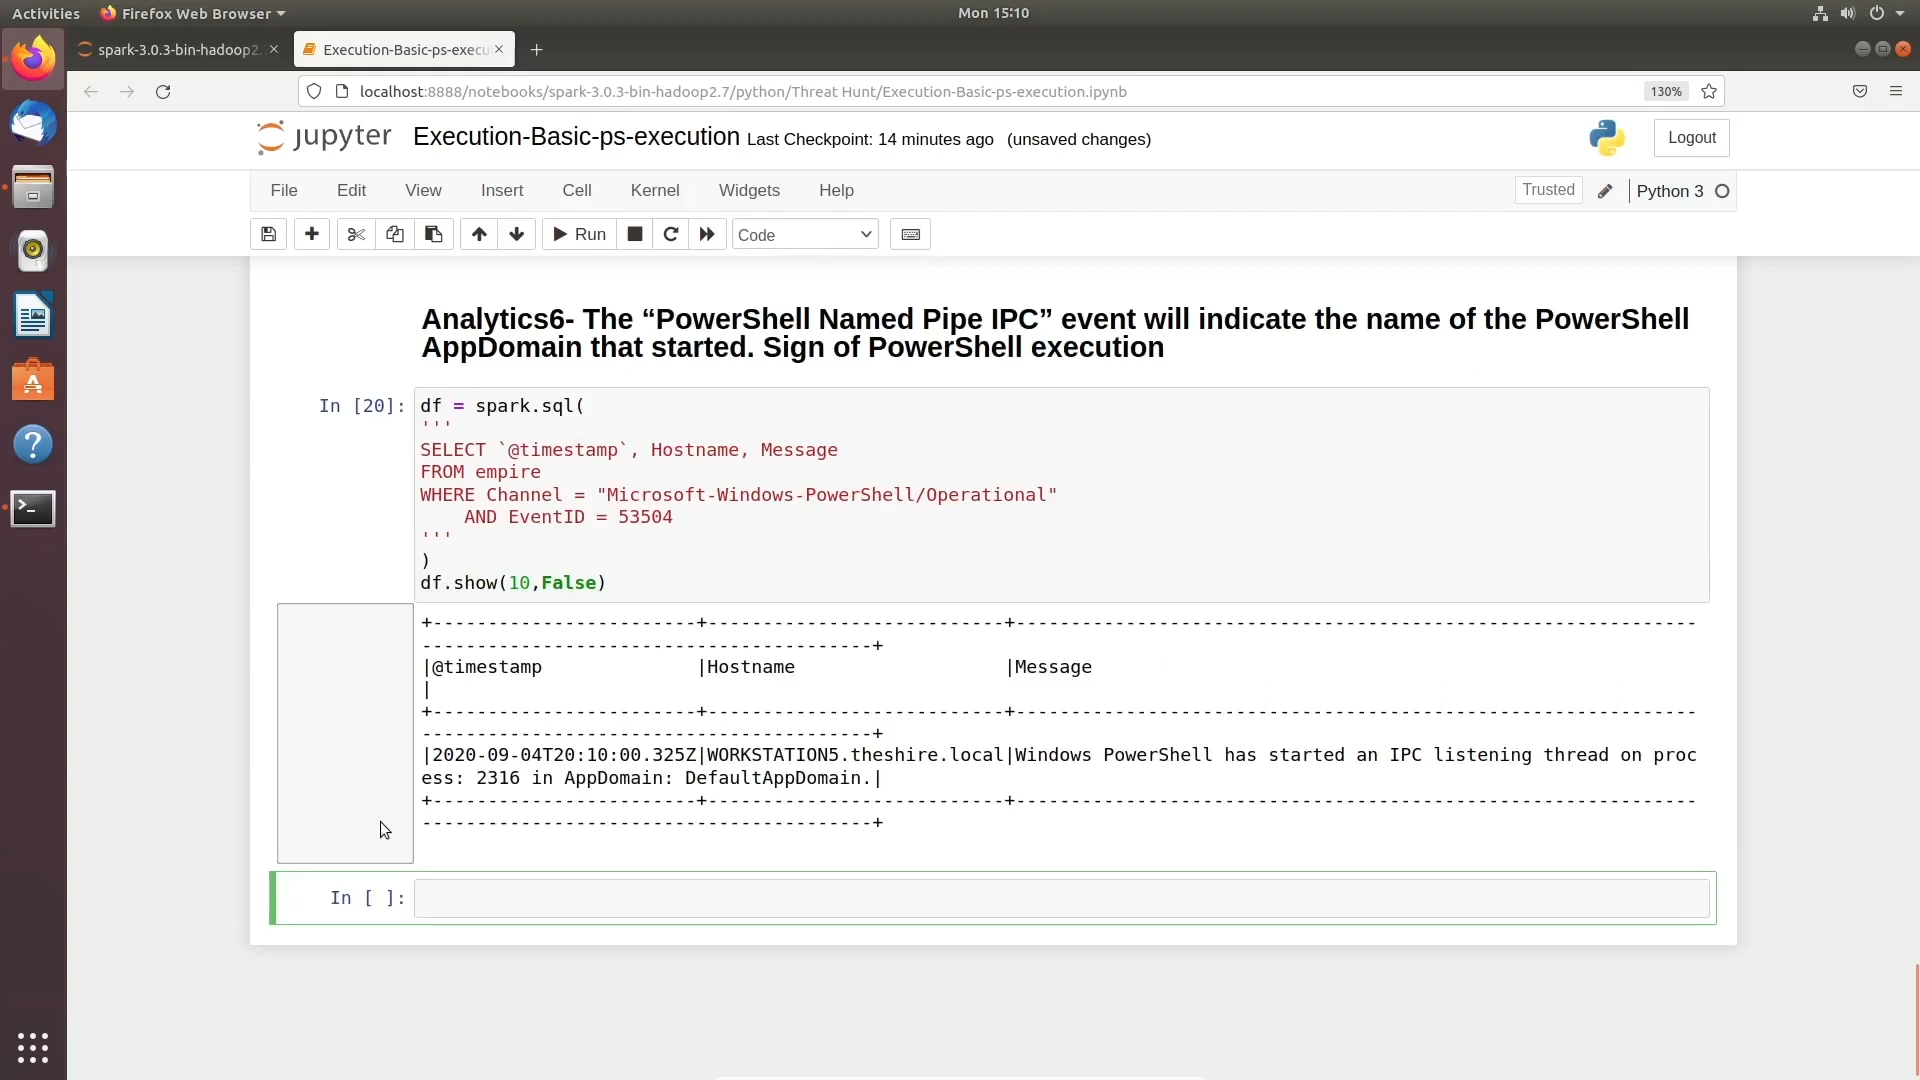 Activities
Firefox Web Browser
Mon 15:10
spark-3.0.3-bin-hadoop2.
Execution-Basic-ps-execu
localhost:8888/notebooks/spark-3.0.3-bin-hadoop2.7/python/Threat Hunt/Execution-Basic-ps-execution.ipynb
130%
jupyter
Execution-Basic-ps-execution Last Checkpoint: 14 minutes ago (unsaved changes)
Logout
File Edit View Insert Cell Kernel Widgets Help
Trusted
Python 3
Run
Code
Analytics6- The “PowerShell Named Pipe IPC” event will indicate the name of the PowerShell
AppDomain that started. Sign of PowerShell execution
In [20]:
df = spark.sql(
'''
SELECT `@timestamp`, Hostname, Message
FROM empire
WHERE Channel = "Microsoft-Windows-PowerShell/Operational"
    AND EventID = 53504
'''
)
df.show(10,False)
+------------------------+---------------------------+--------------------------------------------------------------
-----------------------------------------+
|@timestamp              |Hostname                   |Message
|
+------------------------+---------------------------+--------------------------------------------------------------
-----------------------------------------+
|2020-09-04T20:10:00.325Z|WORKSTATION5.theshire.local|Windows PowerShell has started an IPC listening thread on proc
ess: 2316 in AppDomain: DefaultAppDomain.|
+------------------------+---------------------------+--------------------------------------------------------------
-----------------------------------------+
In [ ]: